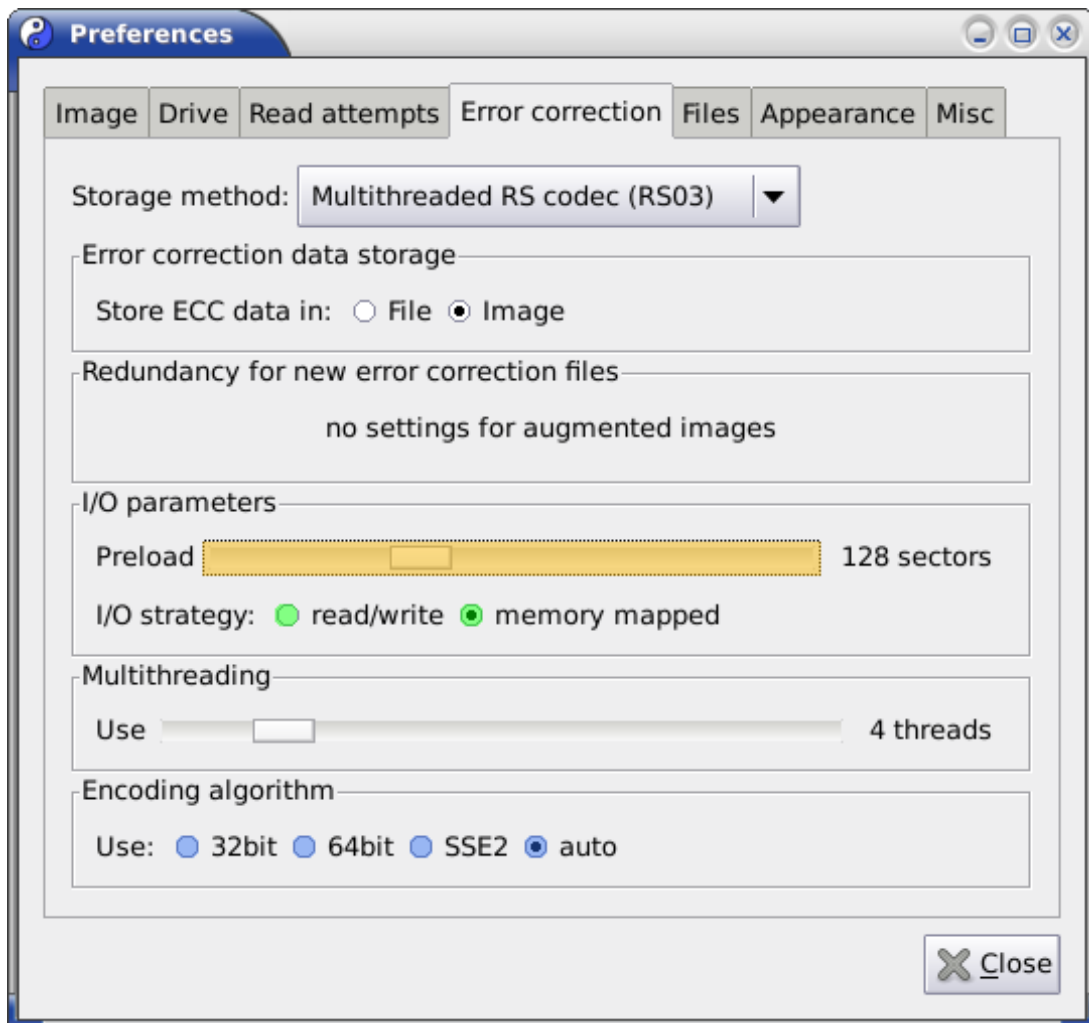 Preferences
Image Drive Read attempts Error correction Files Appearance Misc
Storage method: Multithreaded RS codec (RS03)
Error correction data storage
Store ECC data in: File Image
Redundancy for new error correction files
no settings for augmented images
I/O parameters
Preload 128 sectors
I/O strategy: read/write memory mapped
Multithreading
Use 4 threads
Encoding algorithm
Use: 32bit 64bit SSE2 auto
Close